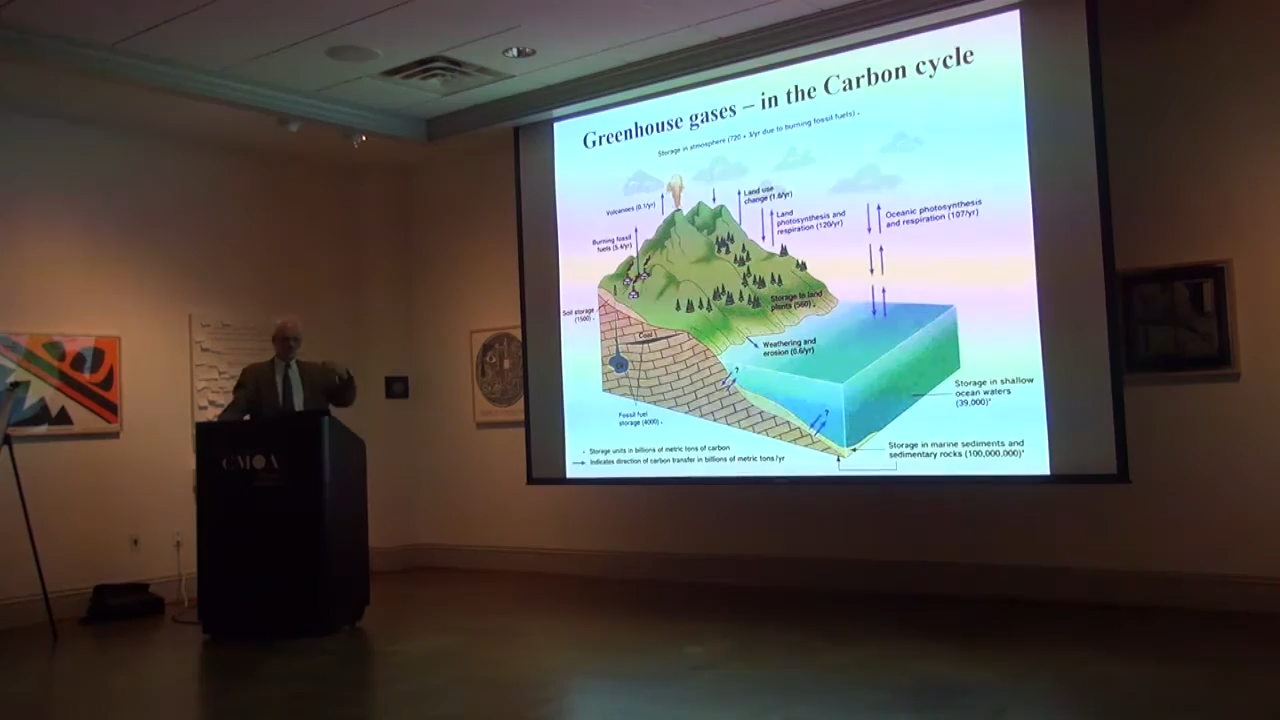 Greenhouse gases – in the Carbon cycle
Storage in atmosphere (720 + 3/yr due to burning fossil fuels)
Volcanoes (0.1/yr)
Land use
change (1.6/yr)
Land
photosynthesis and
respiration (120/yr)
Oceanic photosynthesis
and respiration (107/yr)
Burning fossil
fuels (5.4/yr)
Soil storage
(1500)
Storage in land
plants (560)
Coal
Weathering and
erosion (0.6/yr)
Oil
?
?
Storage in shallow
ocean waters
(39,000)*
Fossil fuel
storage (4000)
Storage in marine sediments and
sedimentary rocks (100,000,000)*
Storage units in billions of metric tons of carbon
Indicates direction of carbon transfer in billions of metric tons/yr
CMOA